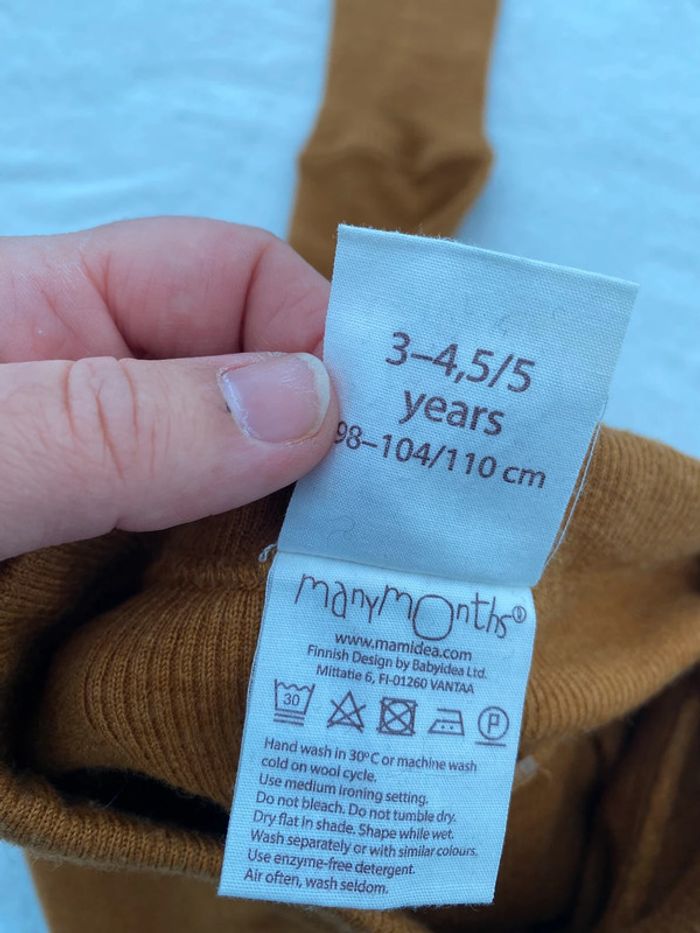 3–4,5/5
years
98–104/110 cm
manymonths®
www.mamidea.com
Finnish Design by Babyidea Ltd.
Mittatie 6, FI-01260 VANTAA
30
P
Hand wash in 30°C or machine wash
cold on wool cycle.
Use medium ironing setting.
Do not bleach. Do not tumble dry.
Dry flat in shade. Shape while wet.
Wash separately or with similar colours.
Use enzyme-free detergent.
Air often, wash seldom.